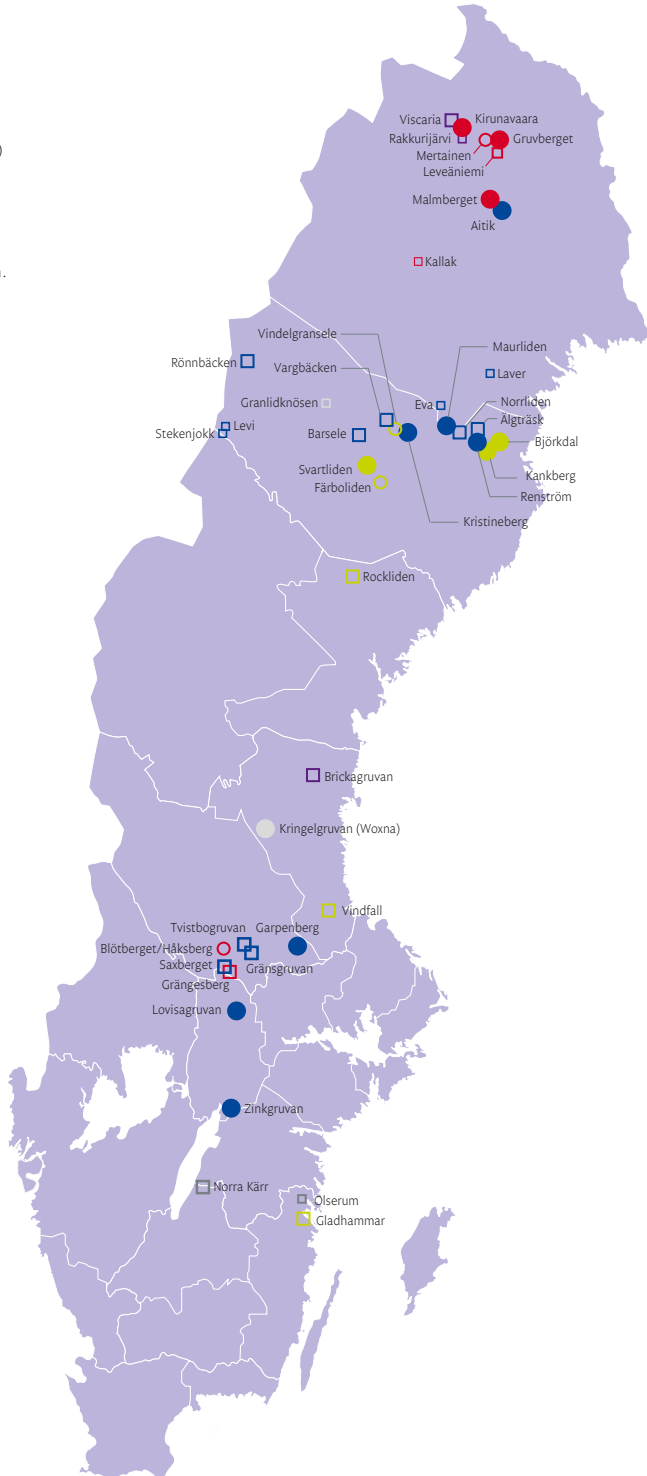 Viscaria
Kirunavaara
)
Rakkurijärvi
Gruvberget
Mertainen
Leveäniemi
Malmberget
Aitik
Kallak
.
Vindelgransele
Maurliden
Rönnbäcken
Vargbäcken
Laver
Granlidknösen
Eva
Norrliden
Älgträsk
Levi
Stekenjokk
Barsele
Björkdal
Svartliden
Kankberg
Färboliden
Renström
Kristineberg
Rockliden
Brickagruvan
Kringelgruvan (Woxna)
Vindfall
Tvistbogruvan
Garpenberg
Blötberget/Håksberg
Saxberget
Gränsgruvan
Grängesberg
Lovisagruvan
Zinkgruvan
Norra Kärr
Olserum
Gladhammar